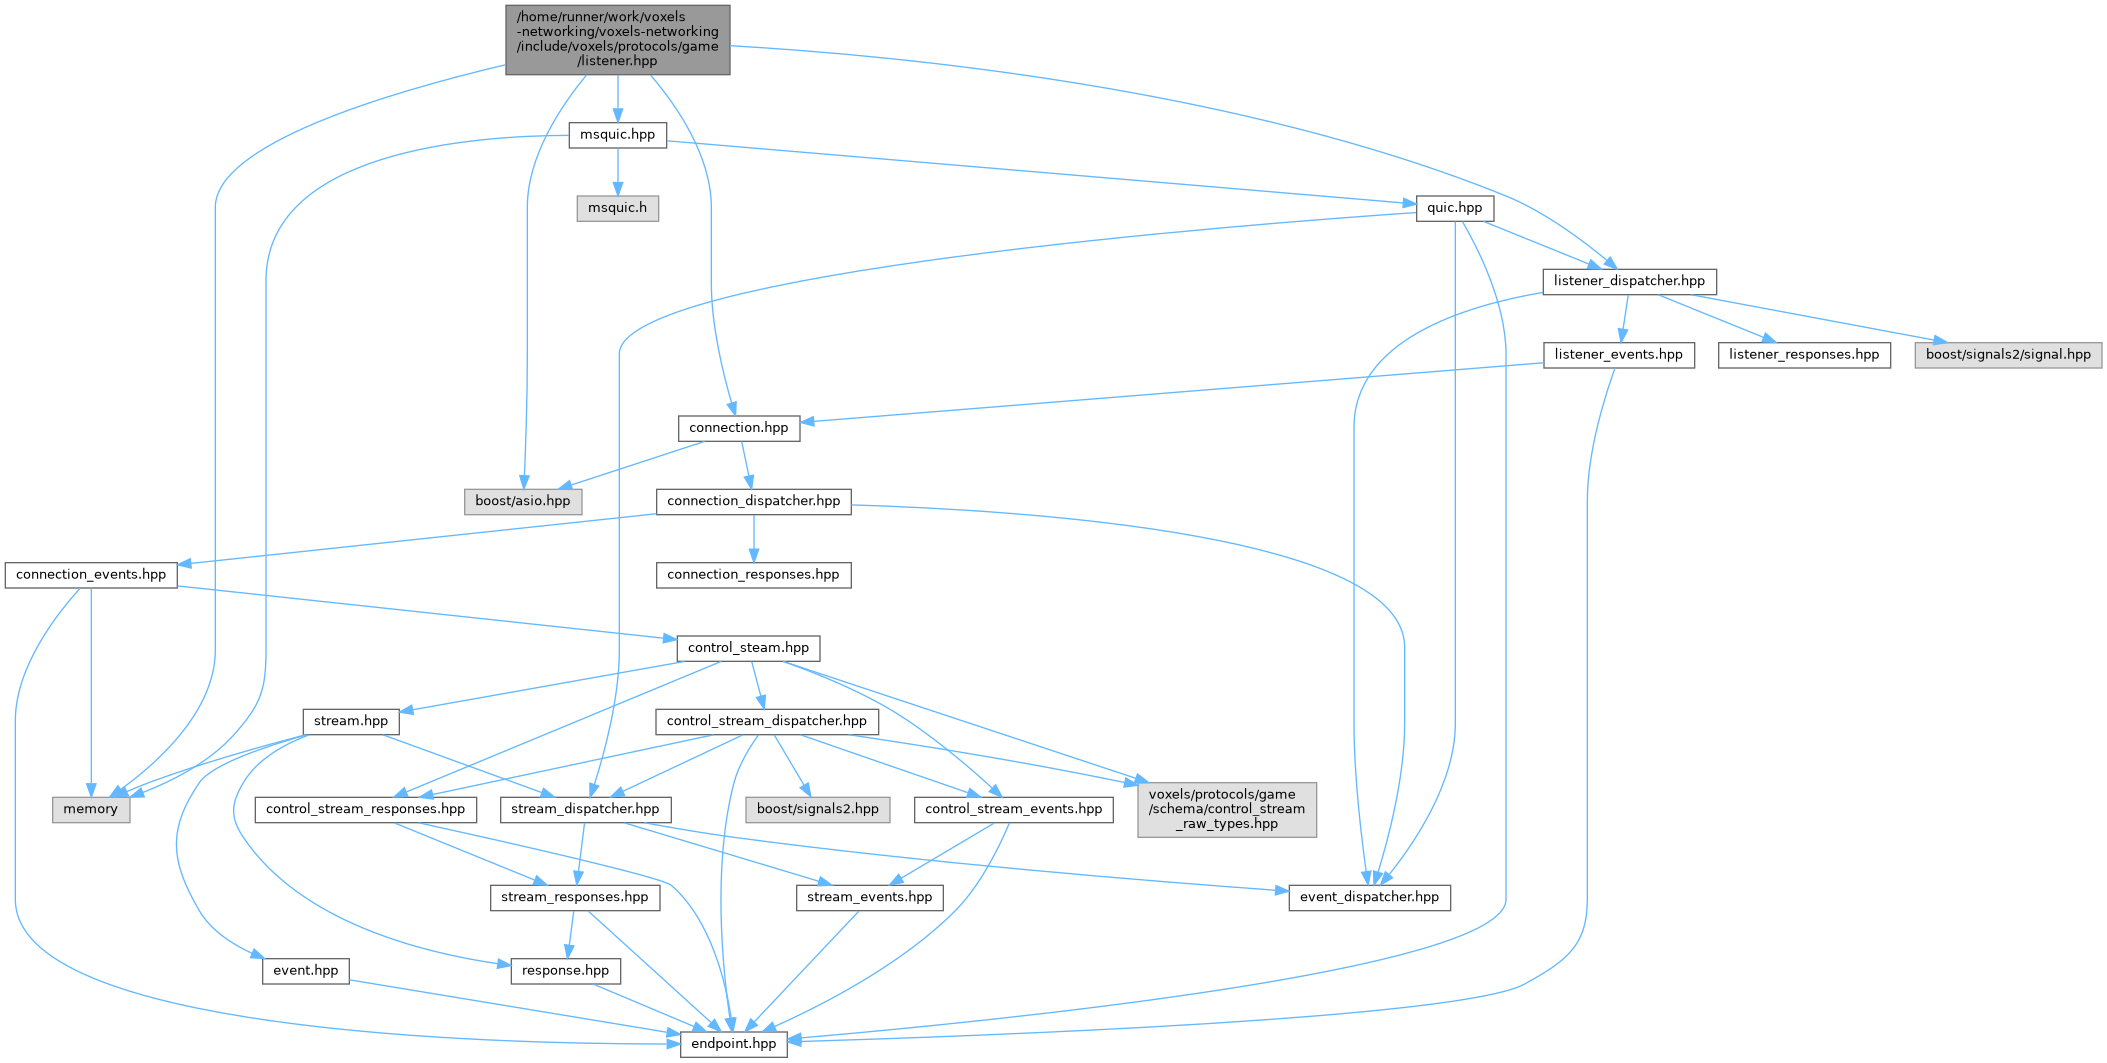 /home/runner/work/voxels
-networking/voxels-networking
/include/voxels/protocols/game
/listener.hpp
msquic.hpp
msquic.h
quic.hpp
listener_dispatcher.hpp
listener_events.hpp
listener_responses.hpp
boost/signals2/signal.hpp
connection.hpp
boost/asio.hpp
connection_dispatcher.hpp
connection_events.hpp
connection_responses.hpp
control_steam.hpp
stream.hpp
control_stream_dispatcher.hpp
memory
control_stream_responses.hpp
stream_dispatcher.hpp
boost/signals2.hpp
control_stream_events.hpp
voxels/protocols/game
/schema/control_stream
_raw_types.hpp
stream_responses.hpp
stream_events.hpp
event_dispatcher.hpp
event.hpp
response.hpp
endpoint.hpp